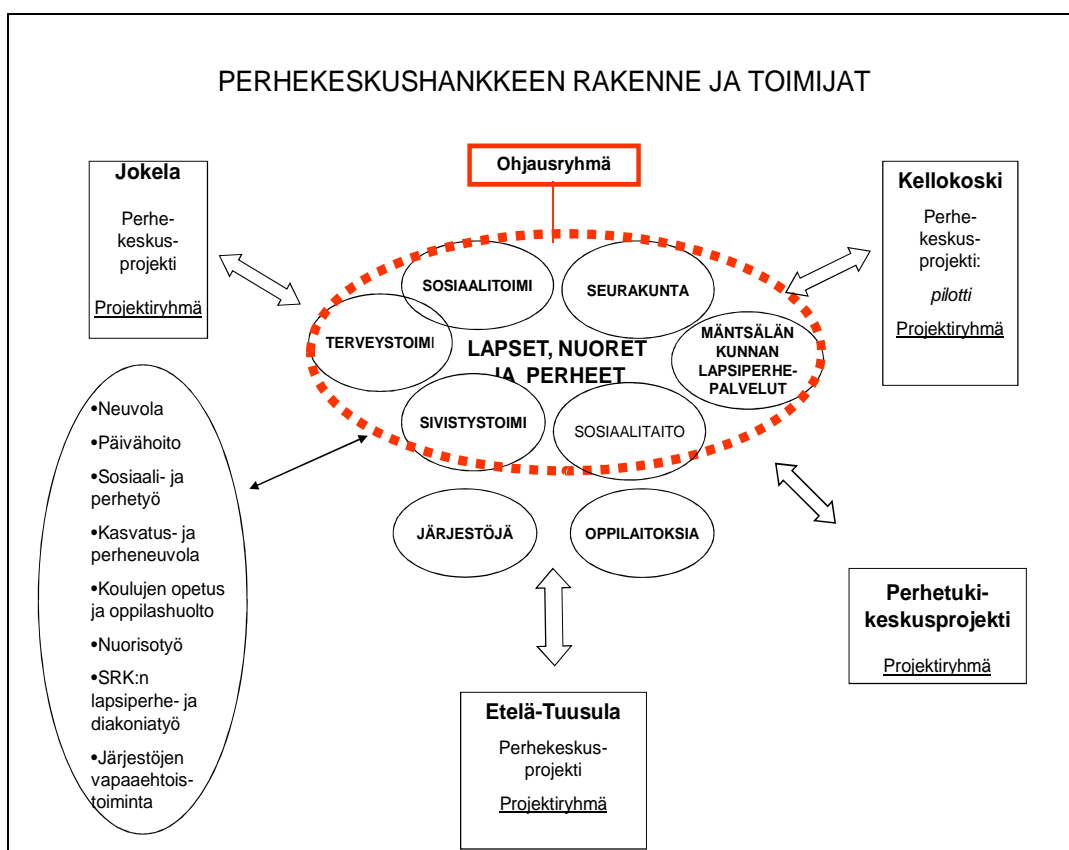 PERHEKESKUSHANKKEEN RAKENNE JA TOIMIJAT
Ohjausryhmä
Jokela
Perhe-
keskus-
projekti
Projektiryhmä
Kellokoski
Perhe-
keskus-
projekti:
pilotti
Projektiryhmä
SOSIAALITOIMI
SEURAKUNTA
TERVEYSTOIMI
LAPSET, NUORET
JA PERHEET
MÄNTSÄLÄN
KUNNAN
LAPSIPERHE-
PALVELUT
SIVISTYSTOIMI
SOSIAALITAITO
JÄRJESTÖJÄ
OPPILAITOKSIA
•Neuvola
•Päivähoito
•Sosiaali- ja
perhetyö
•Kasvatus- ja
perheneuvola
•Koulujen opetus
ja oppilashuolto
•Nuorisotyö
•SRK:n
lapsiperhe- ja
diakoniatyö
•Järjestöjen
vapaaehtois-
toiminta
Perhetuki-
keskusprojekti
Projektiryhmä
Etelä-Tuusula
Perhekeskus-
projekti
Projektiryhmä